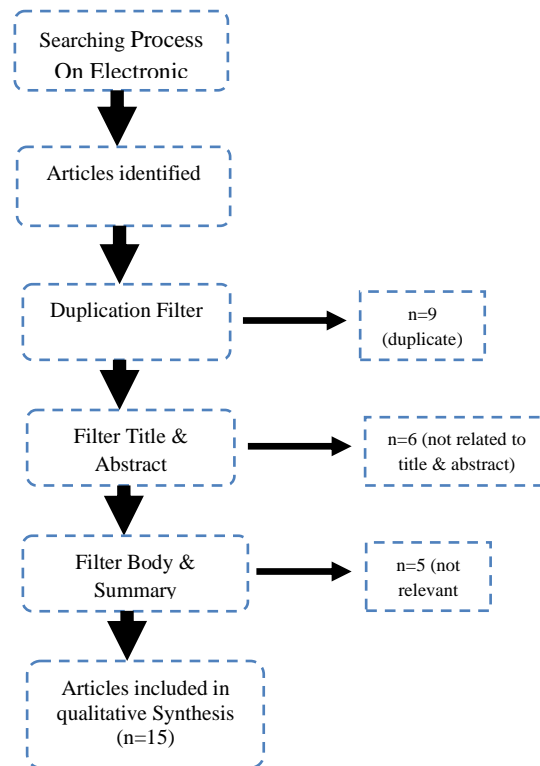 Searching Process
On Electronic
Articles identified
Duplication Filter
n=9
(duplicate)
Filter Title &
Abstract
n=6 (not related to
title & abstract)
Filter Body &
Summary
n=5 (not
relevant
Articles included in
qualitative Synthesis
(n=15)